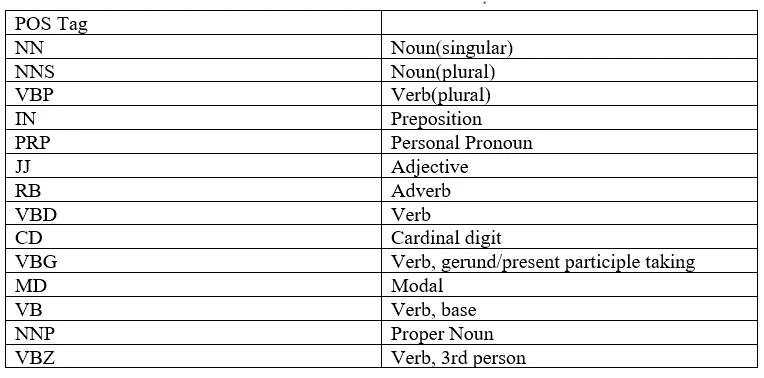 POS Tag
NN Noun(singular)
NNS Noun(plural)
VBP Verb(plural)
IN Preposition
PRP Personal Pronoun
JJ Adjective
RB Adverb
VBD Verb
CD Cardinal digit
VBG Verb, gerund/present participle taking
MD Modal
VB Verb, base
NNP Proper Noun
VBZ Verb, 3rd person